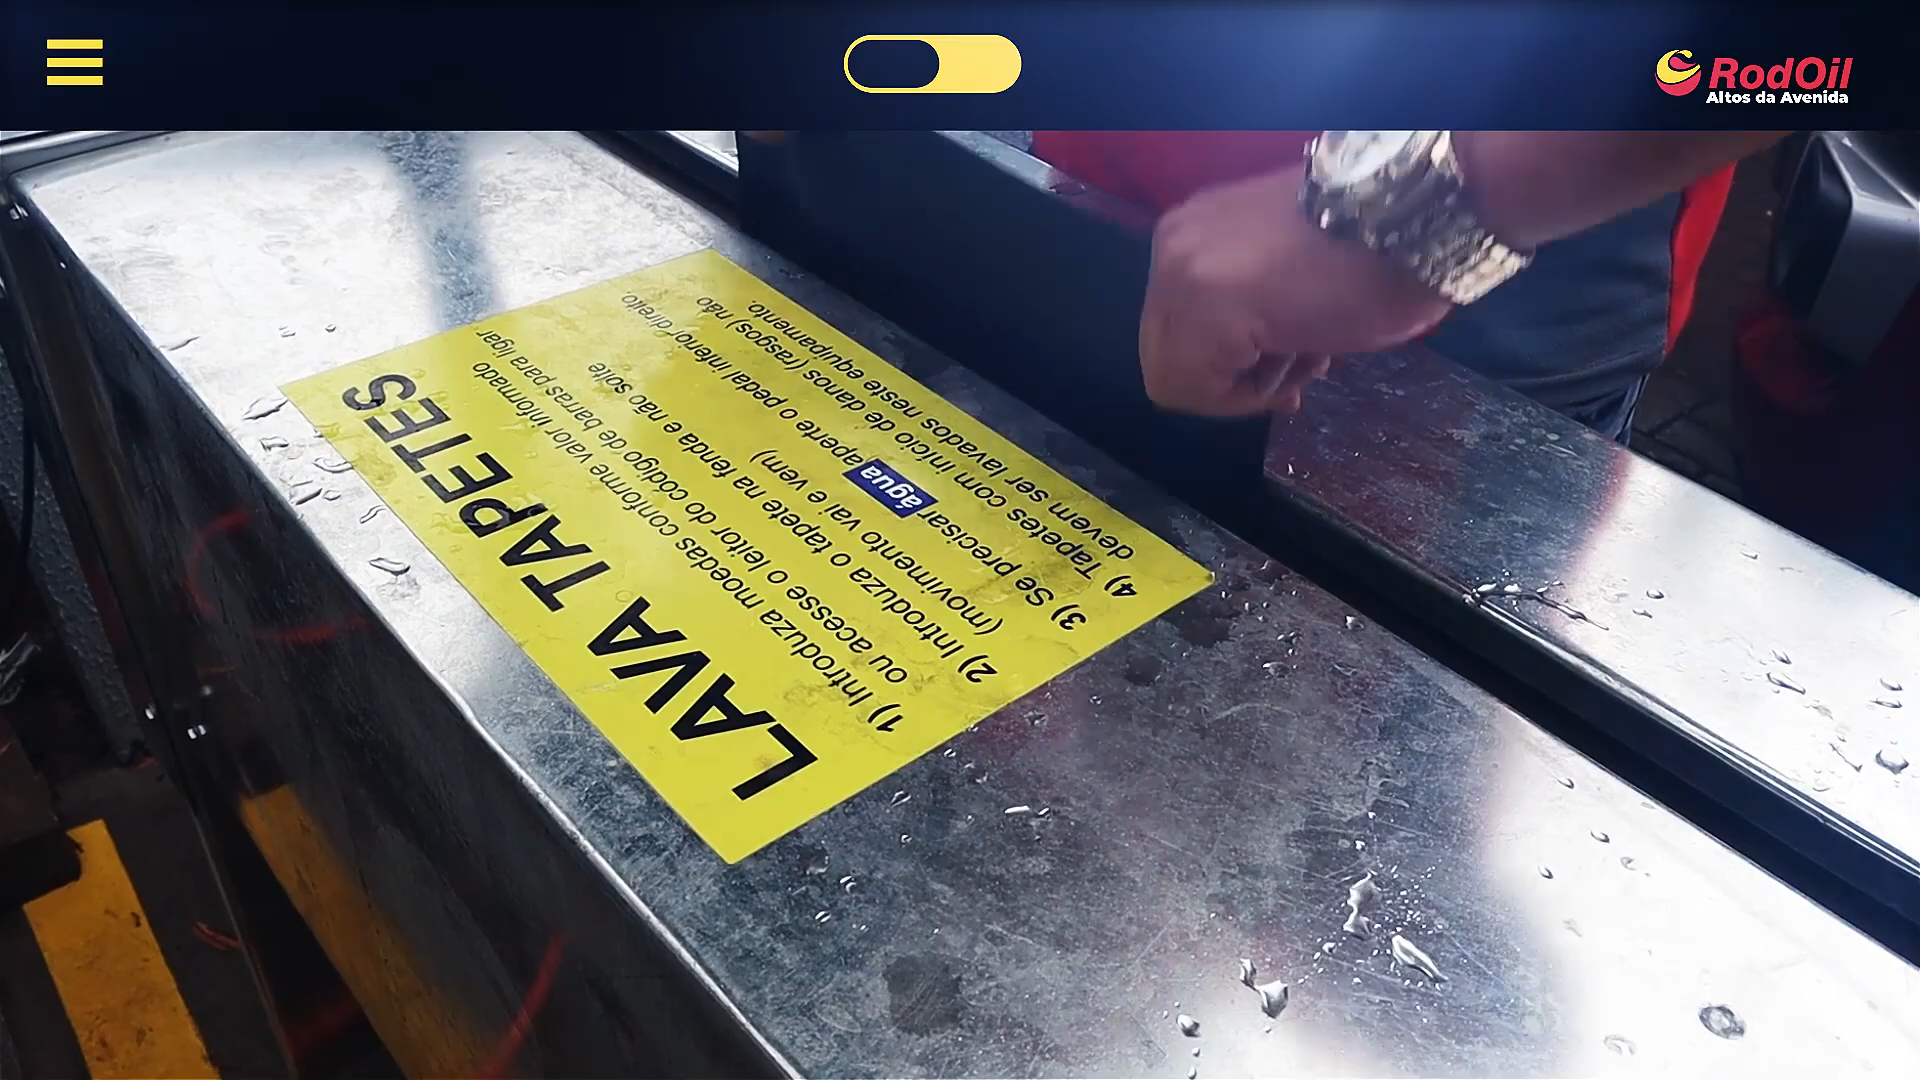 RodOil
Altos da Avenida
LAVA TAPETES
1) Introduza moedas conforme valor informado
ou acesse o leitor do código de barras para ligar
2) Introduza o tapete na fenda e não solte
(movimento vai e vem)
3) Se precisar água aperte o pedal inferior direito.
4) Tapetes com início de danos (rasgos) não
devem ser lavados neste equipamento.